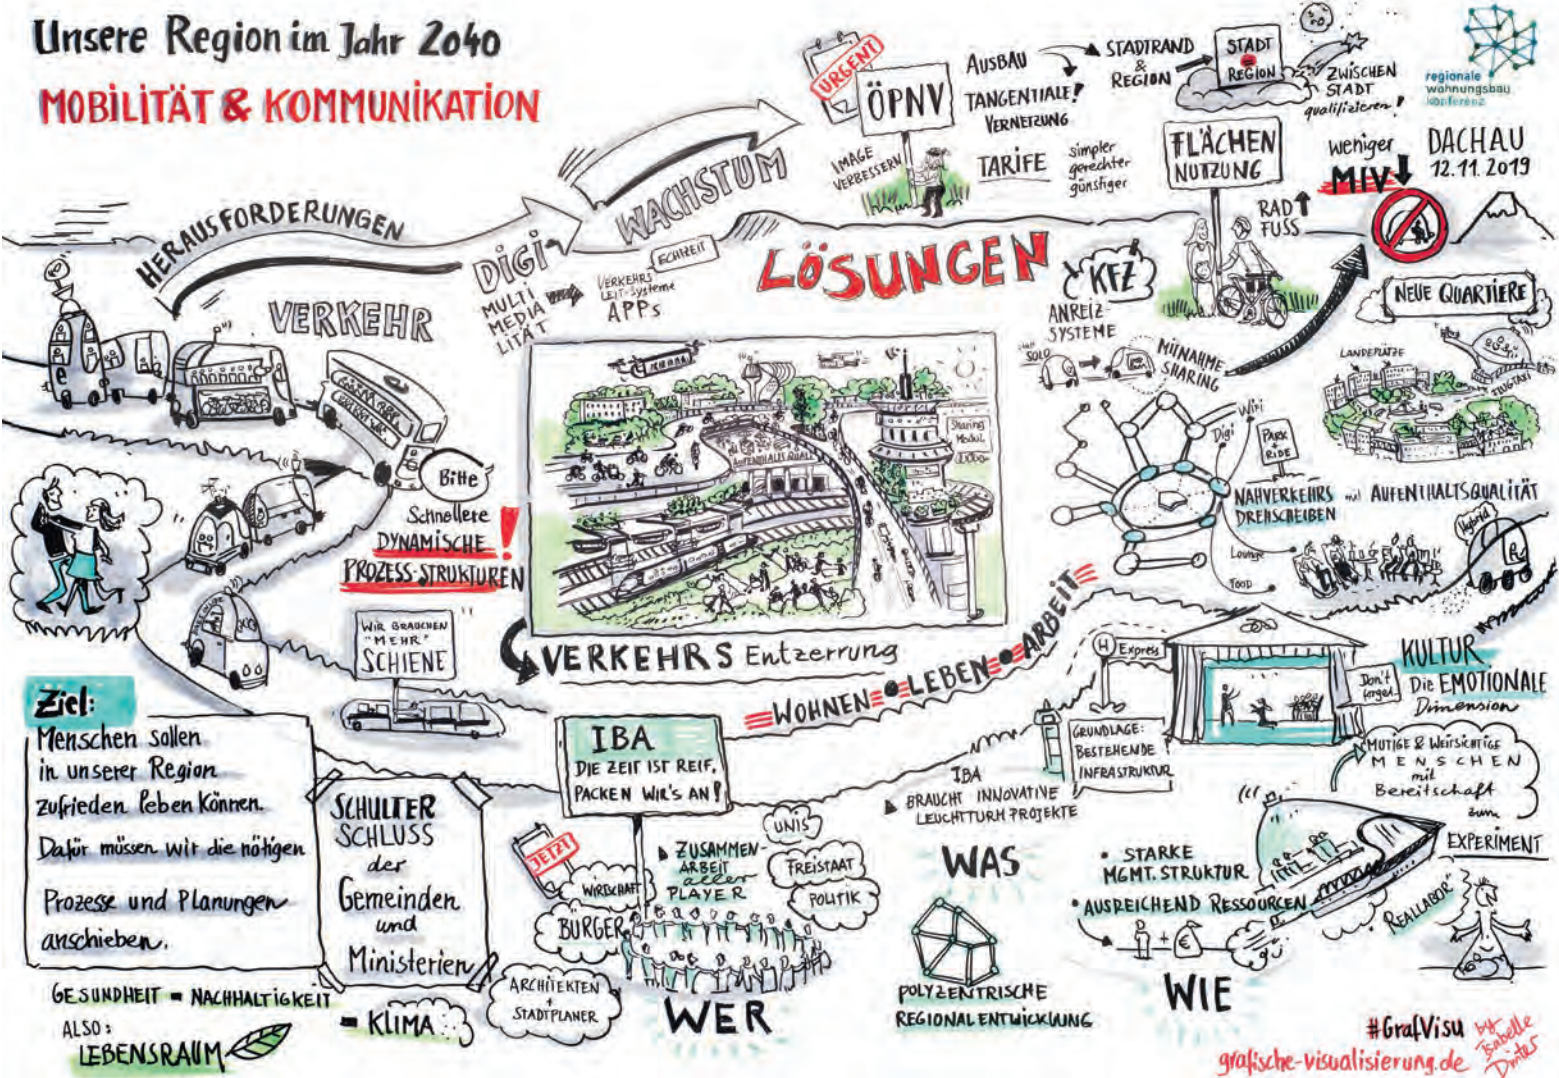 Unsere Region im Jahr 2040
MOBILITÄT & KOMMUNIKATION
HERAUSFORDERUNGEN
VERKEHR
DIGI-
MULTI
MEDIA
LITÄT
VERKEHRS
LEIT-Systeme
APPs
ECHZEIT
WACHSTUM
URGENT
ÖPNV
IMAGE
VERBESSERN
AUSBAU
TANGENTIALE!
VERNETZUNG
TARIFE
simpler
gerechter
günstiger
STADTRAND
&
REGION
STADT
=
REGION
ZWISCHEN
STADT
qualifizieren!
regionale
wohnungsbau
konferenz
DACHAU
12.11.2019
FLÄCHEN
NUTZUNG
weniger
MIV
RAD
FUSS
LÖSUNGEN
KFZ
ANREIZ-
SYSTEME
SOLO
MITNAHME
SHARING
NEUE QUARTIERE
LANDEPLÄTZE
FLUGTAXI
WiFi
Digi
PARK
+
RIDE
NAHVERKEHRS mit AUFENTHALTSQUALITÄT
DREHSCHEIBEN
Lounge
FOOD
Hybrid
e
Bitte
Schnellere
DYNAMISCHE
PROZESS-STRUKTUREN
!
Sharing
Modul
AUFENTHALTSQUALI
VERKEHRS Entzerrung
WIR BRAUCHEN
"MEHR"
SCHIENE
WOHNEN LEBEN ARBEIT
H Express
KULTUR
Die EMOTIONALE
Dimension
Don't
forget
GRUNDLAGE:
BESTEHENDE
INFRASTRUKTUR
MUTIGE & WEITSICHTIGE
MENSCHEN
mit
Bereitschaft
zum
EXPERIMENT
"REALLABOR"
Ziel:
Menschen sollen
in unserer Region
zufrieden leben können.
Dafür müssen wir die nötigen
Prozesse und Planungen
anschieben.
SCHULTER
SCHLUSS
der
Gemeinden
und
Ministerien
GESUNDHEIT = NACHHALTIGKEIT
= KLIMA
ALSO:
LEBENSRAUM
IBA
DIE ZEIT IST REIF,
PACKEN WIR'S AN!
JETZT
WIRTSCHAFT
BÜRGER
ARCHITEKTEN
+
STADTPLANER
ZUSAMMEN-
ARBEIT
aller
PLAYER
UNIS
FREISTAAT
POLITIK
WER
IBA
BRAUCHT INNOVATIVE
LEUCHTTURM PROJEKTE
WAS
POLYZENTRISCHE
REGIONALENTWICKLUNG
• STARKE
MGMT. STRUKTUR
• AUSREICHEND RESSOURCEN
+ €
WIE
#GrafVisu
grafische-visualisierung.de
by
Isabelle
Dinter